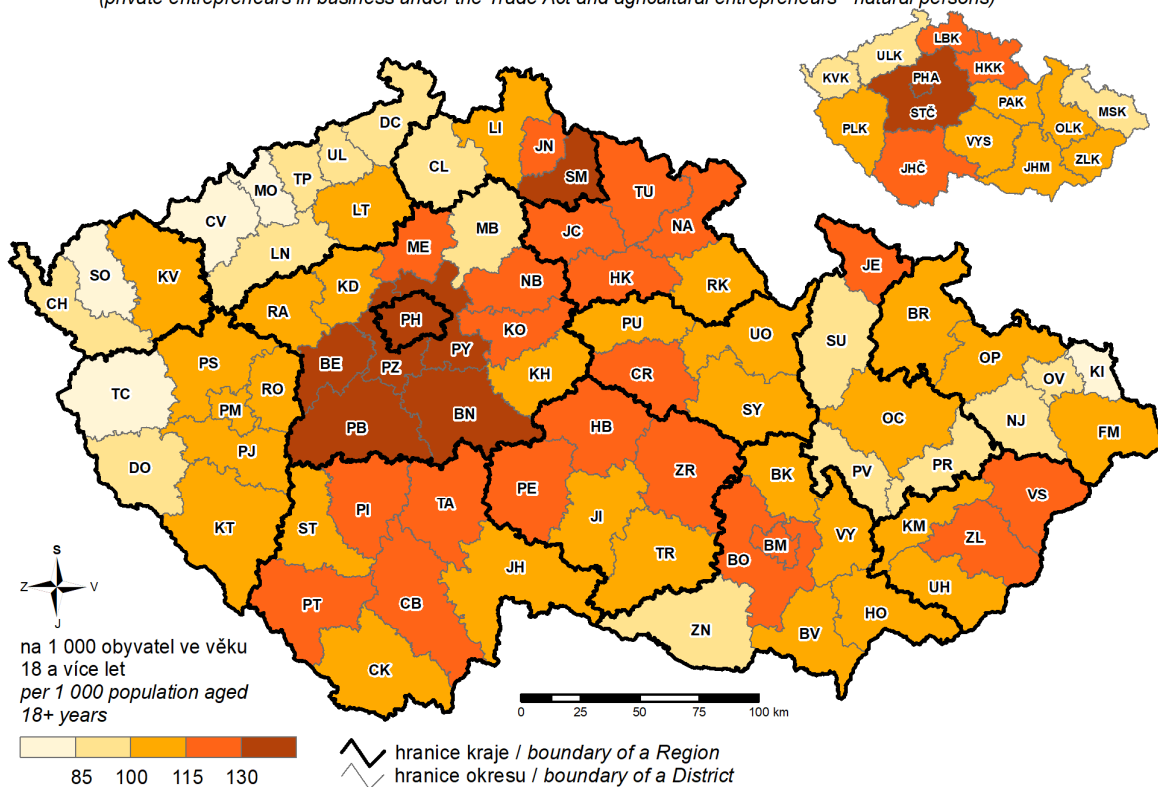 (private entrepreneurs in business under the Trade Act and agricultural entrepreneurs - natural persons)
LBK
ULK
HKK
KVK
PHA
STČ
PAK
MSK
PLK
OLK
VYS
ZLK
JHČ
JHM
DC
LI
UL
JN
CL
SM
TP
MO
TU
LT
CV
MB
JC
NA
ME
LN
SO
KV
NB
HK
JE
KD
RK
CH
RA
BR
PH
PU
KO
UO
SU
PY
OP
PS
BE
PZ
OV
KI
RO
KH
CR
TC
PM
SY
OC
NJ
BN
PB
HB
FM
PJ
DO
PR
PV
ZR
BK
PE
VS
TA
PI
JI
KT
ST
KM
VY
ZL
BM
TR
BO
JH
UH
PT
CB
HO
ZN
BV
CK
S
Z V
J
na 1 000 obyvatel ve věku
18 a více let
per 1 000 population aged
18+ years
85 100 115 130
0 25 50 75 100 km
hranice kraje / boundary of a Region
hranice okresu / boundary of a District